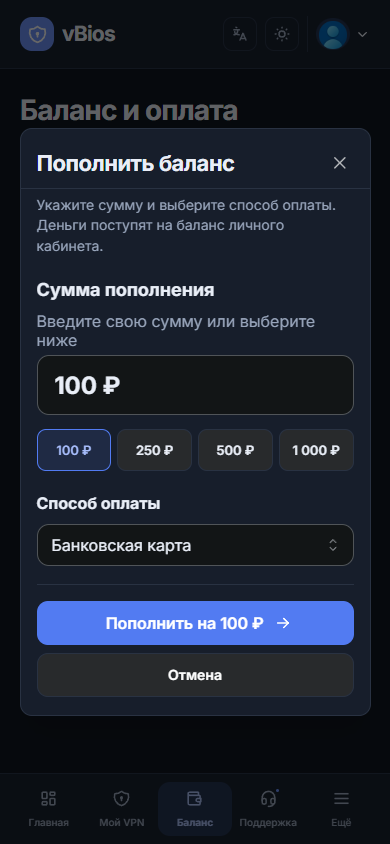 vBios
Баланс и оплата
Пополнить баланс
Укажите сумму и выберите способ оплаты.
Деньги поступят на баланс личного
кабинета.
Сумма пополнения
Введите свою сумму или выберите
ниже
100 ₽
100 ₽ 250 ₽ 500 ₽ 1 000 ₽
Способ оплаты
Банковская карта
Пополнить на 100 ₽ →
Отмена
Главная Мой VPN Баланс Поддержка Ещё